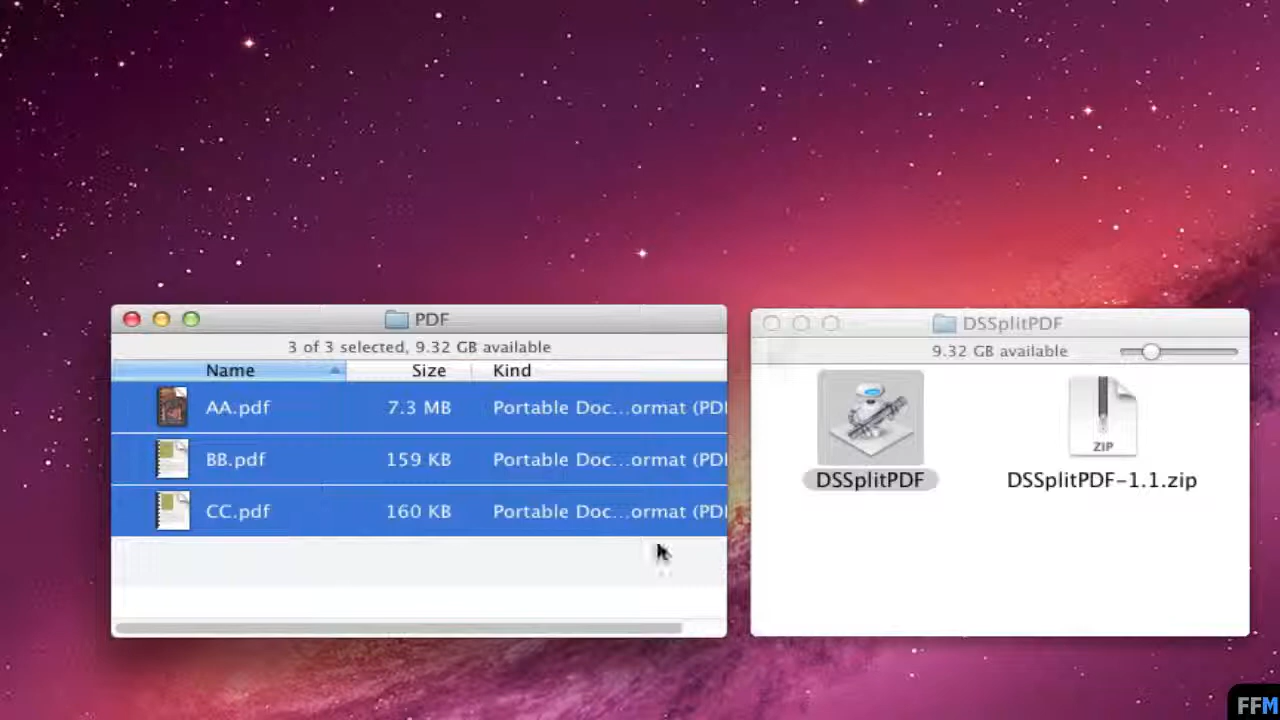 PDF
3 of 3 selected, 9.32 GB available
Name Size Kind
AA.pdf 7.3 MB Portable Doc...ormat (PDF
BB.pdf 159 KB Portable Doc...ormat (PDF
CC.pdf 160 KB Portable Doc...ormat (PDF
DSSplitPDF
9.32 GB available
ZIP
DSSplitPDF DSSplitPDF-1.1.zip
FFM